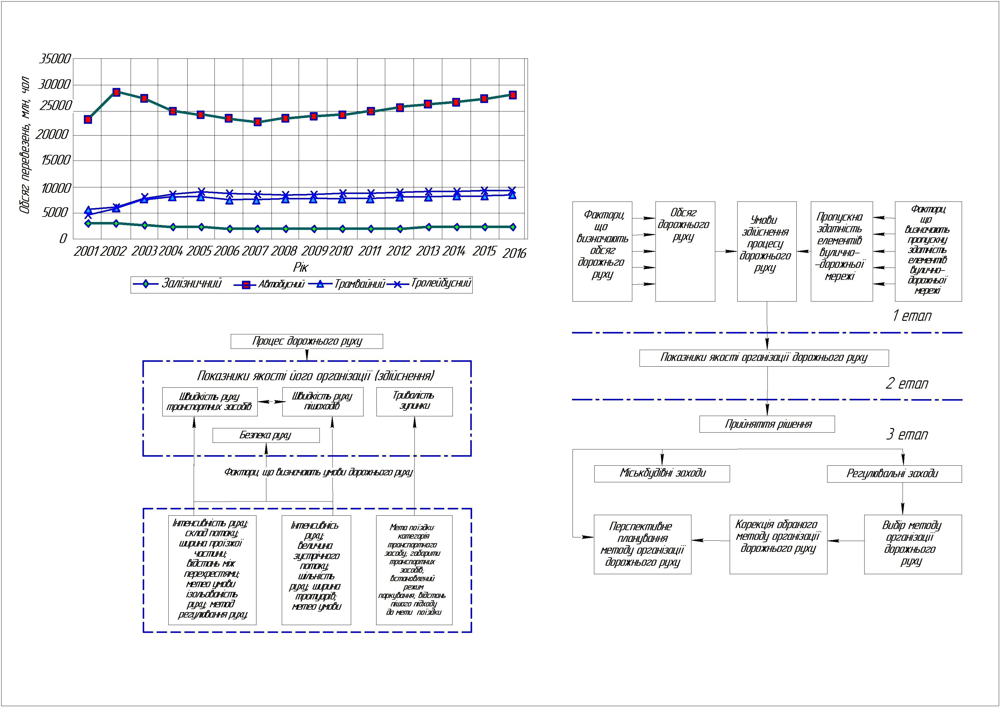 35000
30000
25000
20000
15000
10000
5000
0
Обсяг перевезень, млн, чол
2001 2002 2003 2004 2005 2006 2007 2008 2009 2010 2011 2012 2013 2014 2015 2016
Рік
Залізничний Автобусний Трамвайний Тролейбусний
Процес дорожнього руху
Показники якості його організації (здійснення)
Швидкість руху
транспортних засобів
Швидкість руху
пішоходів
Тривалість
зупинки
Безпека руху
Фактори, що визначають умови дорожнього руху
Інтенсивність руху;
склад потоку;
ширина проїзжої
частини;
відстань між
перехрестями;
метео умови
ізольованість
руху; метод
регулювання руху.
Інтенсивнісь
руху;
величина
зустрічного
потоку;
шільність
руху; ширина
тротуарів;
метео умови
Мета поїздки:
категорія
транспортного
засобу; габарити
транспортних
засобів;
встановлений
режим
паркування; відстань
пішого підходу
до мети поїздки
Фактори,
що
визначають
обсяг
дорожньго
руху
Обсяг
дорожнього
руху
Умови
здійснення
процесу
дорожнього
руху
Пропускна
здатність
елементів
вулично-
-дорожньої
мережі
Фактори,
що
визначають
пропускну
здатність
елементів
вулично-
дорожньої
мережі
1 етап
Показники якості організації дорожнього руху
2 етап
Прийняття рішення
3 етап
Міськбудівні заходи
Регулювальні заходи
Перспективне
планування
методу організації
дорожнього руху
Корекція обраного
методу організації
дорожнього руху
Вибір методу
організації
дорожнього
руху